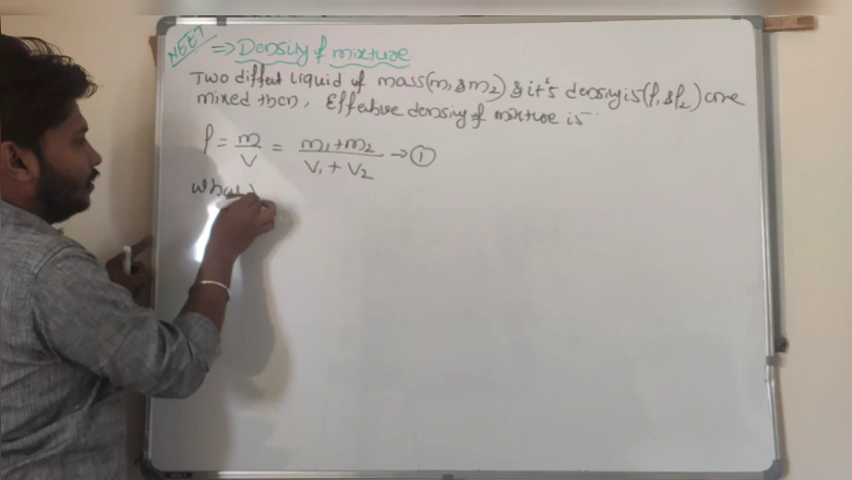 NEET => Density of mixture
Two diffent liquid of mass(m₁ & m₂) & it's density is (ρ₁ & ρ₂) are
mixed then, Effective density of mixture is
ρ = m/V = m₁+m₂/V₁+V₂ → ①